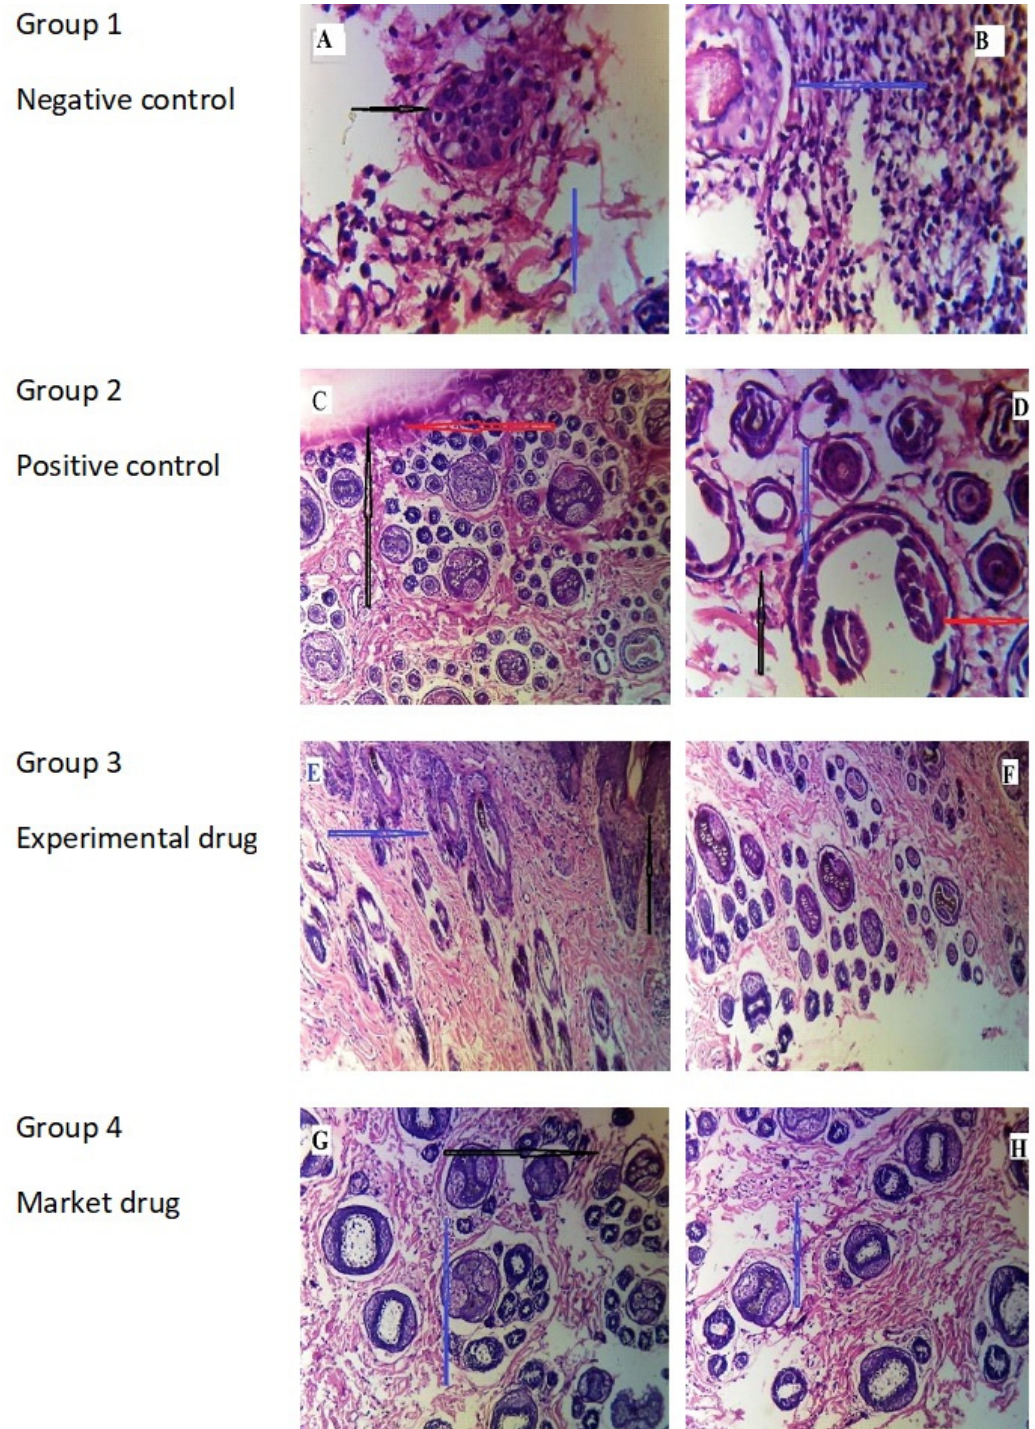 Group 1
Negative control
A
B
Group 2
Positive control
C
D
Group 3
Experimental drug
E
F
Group 4
Market drug
G
H